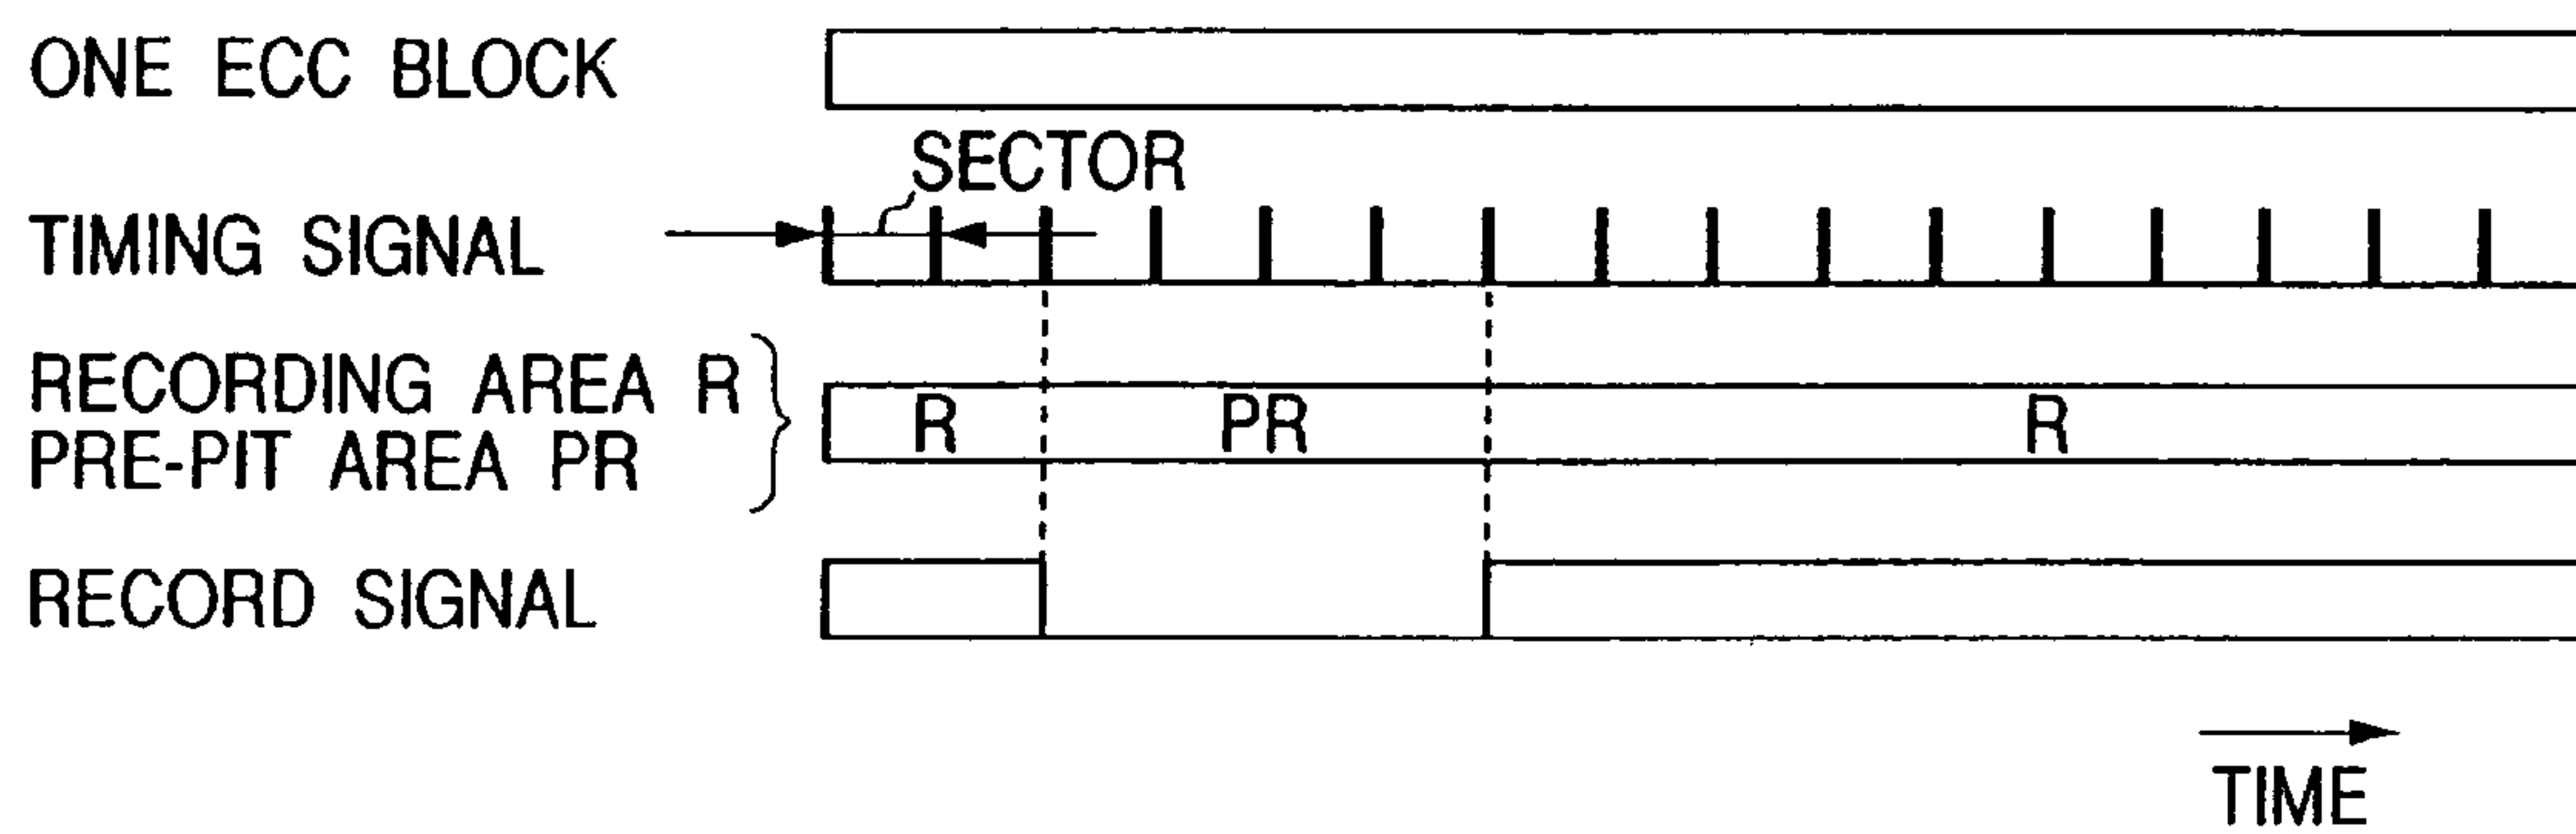 ONE ECC BLOCK
SECTOR
TIMING SIGNAL
RECORDING AREA R
PRE-PIT AREA PR
R PR R
RECORD SIGNAL
TIME